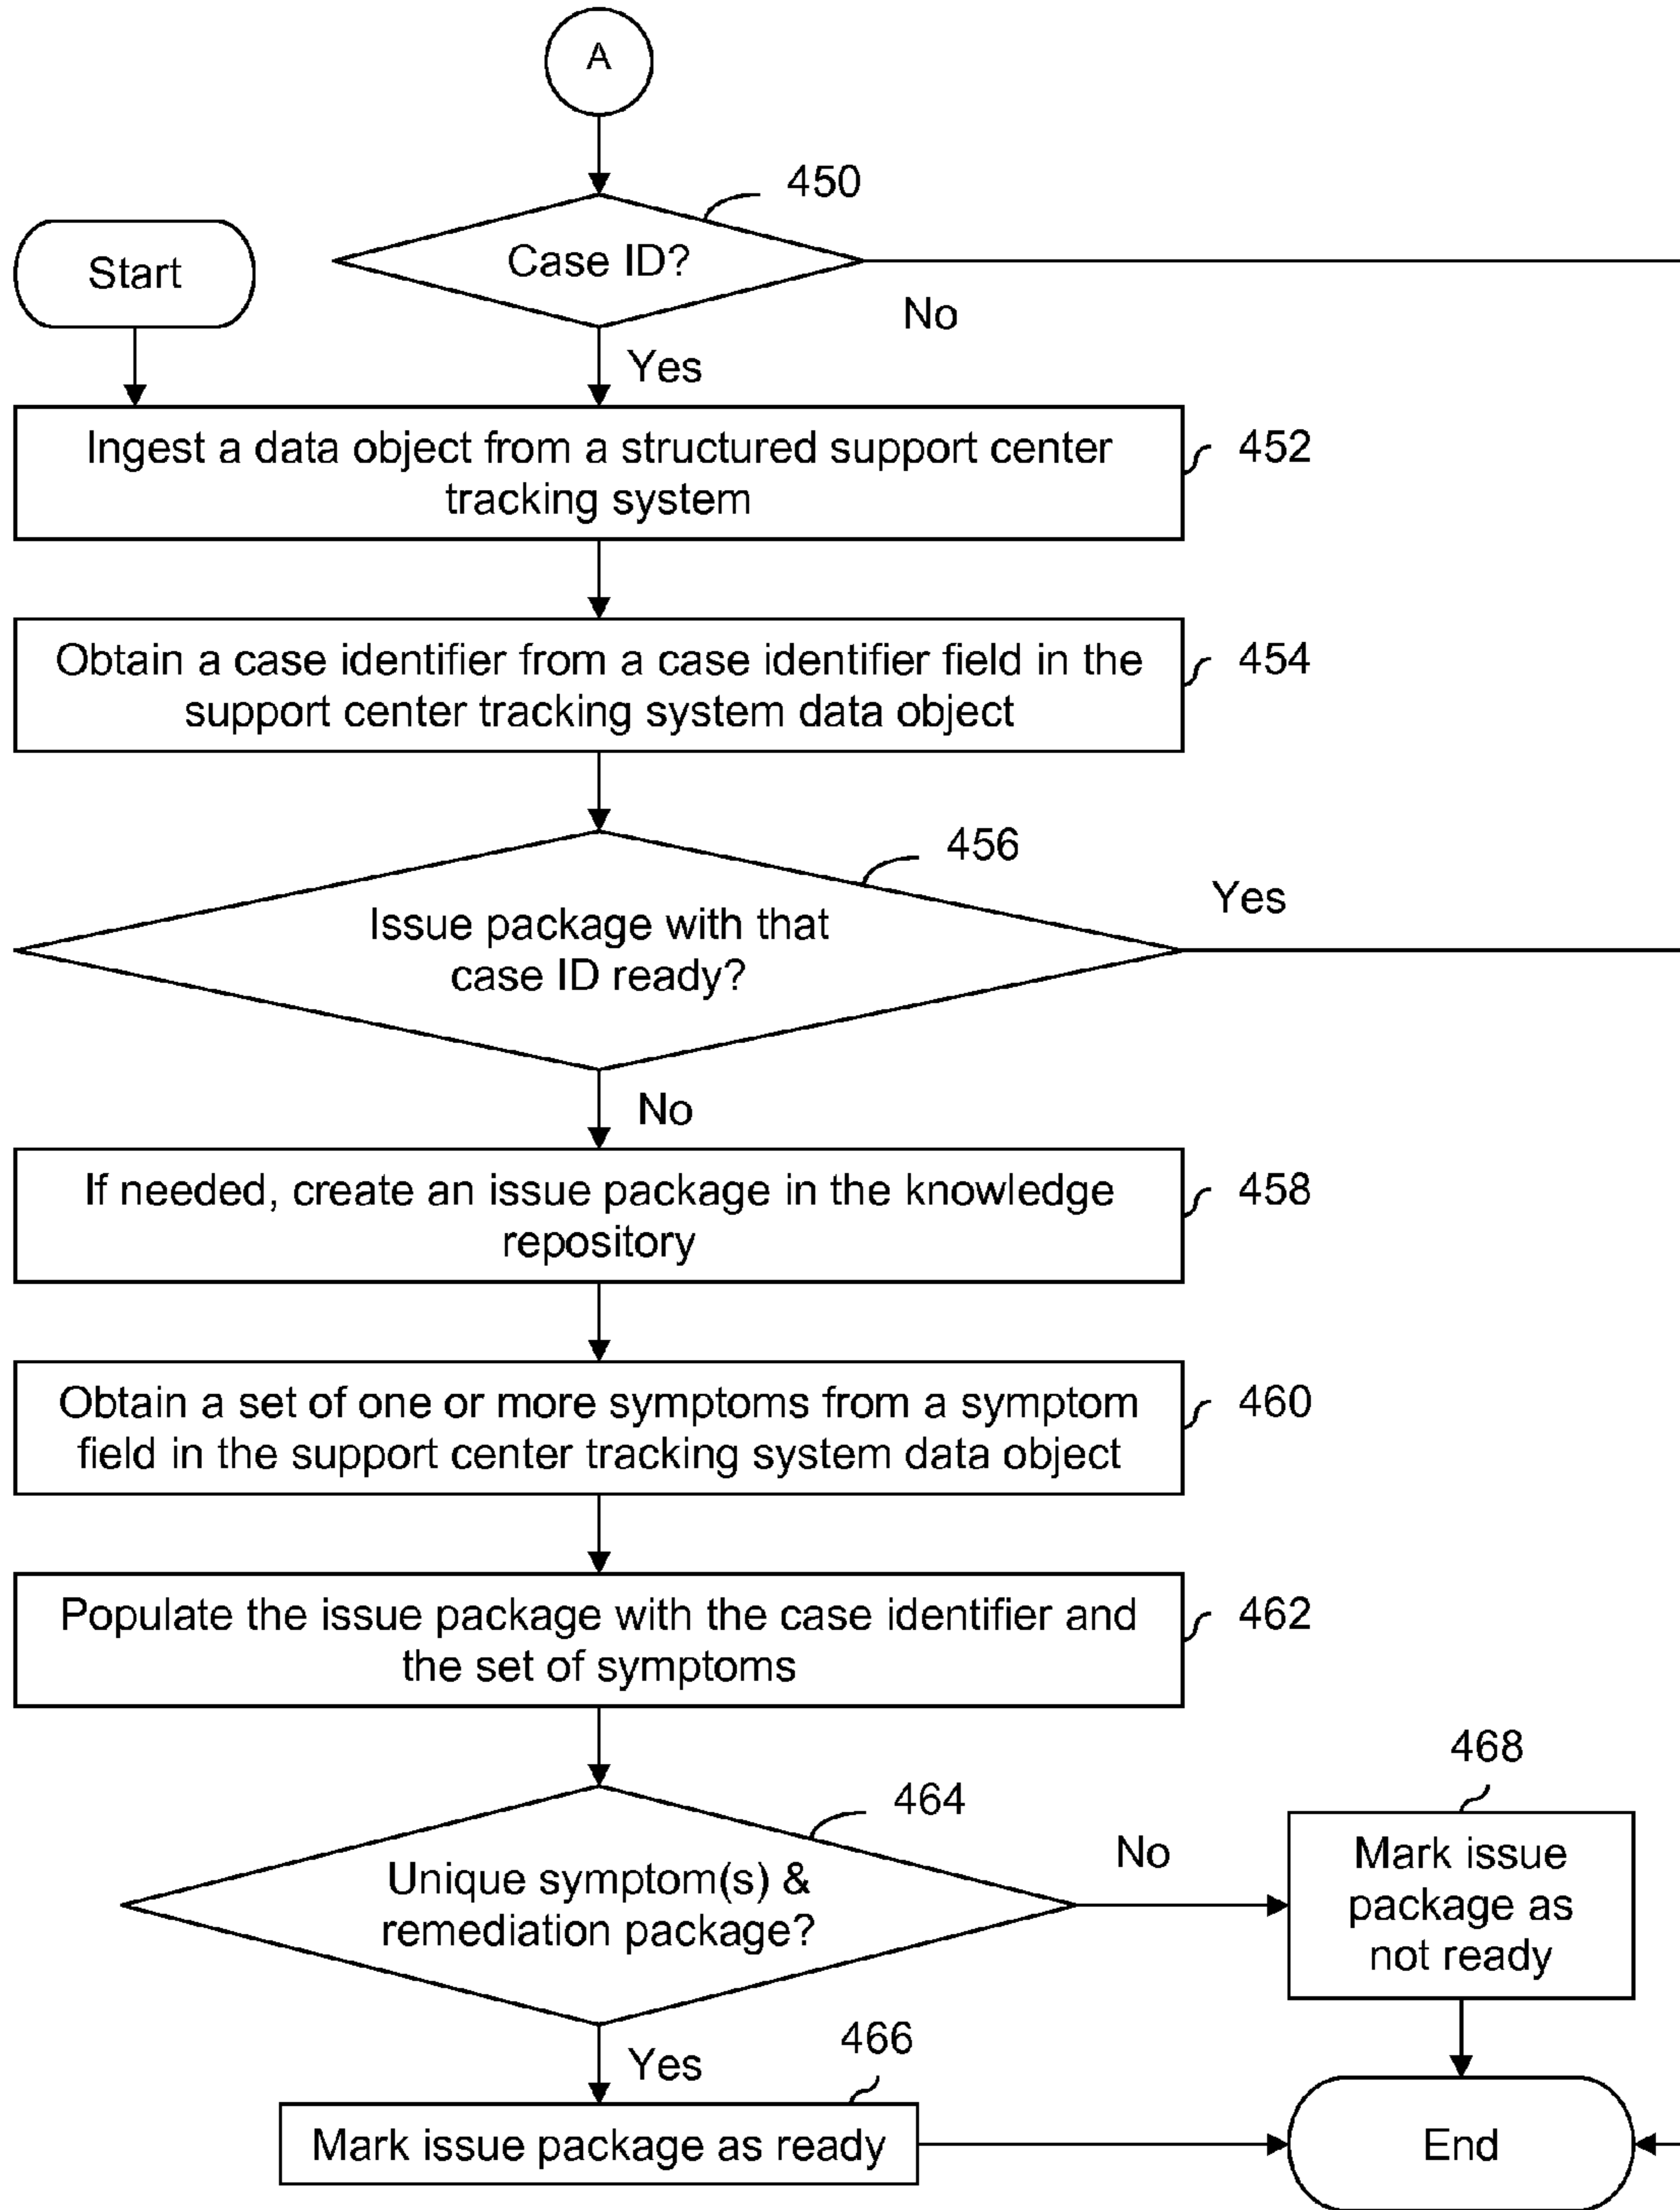 A
450
Case ID?
Start
No
Yes
Ingest a data object from a structured support center
tracking system
452
Obtain a case identifier from a case identifier field in the
support center tracking system data object
454
456
Issue package with that
case ID ready?
Yes
No
If needed, create an issue package in the knowledge
repository
458
Obtain a set of one or more symptoms from a symptom
field in the support center tracking system data object
460
Populate the issue package with the case identifier and
the set of symptoms
462
464
Unique symptom(s) &
remediation package?
No
468
Mark issue
package as
not ready
Yes
466
Mark issue package as ready
End